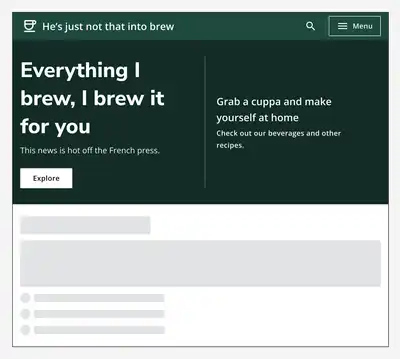 He's just not that into brew
Menu
Everything I
brew, I brew it
for you
This news is hot off the French press.
Explore
Grab a cuppa and make
yourself at home
Check out our beverages and other
recipes.